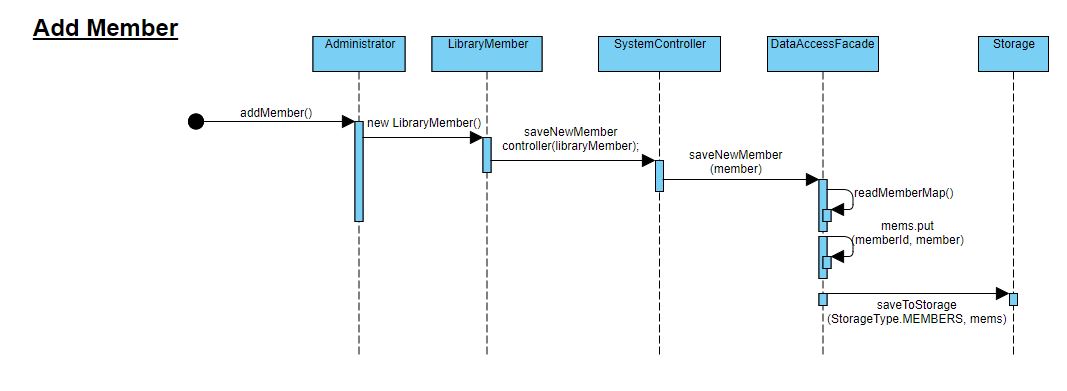 Add Member
Administrator
LibraryMember
SystemController
DataAccessFacade
Storage
addMember()
new LibraryMember()
saveNewMember
controller(libraryMember);
saveNewMember
(member)
readMemberMap()
mems.put
(memberId, member)
saveToStorage
(StorageType.MEMBERS, mems)